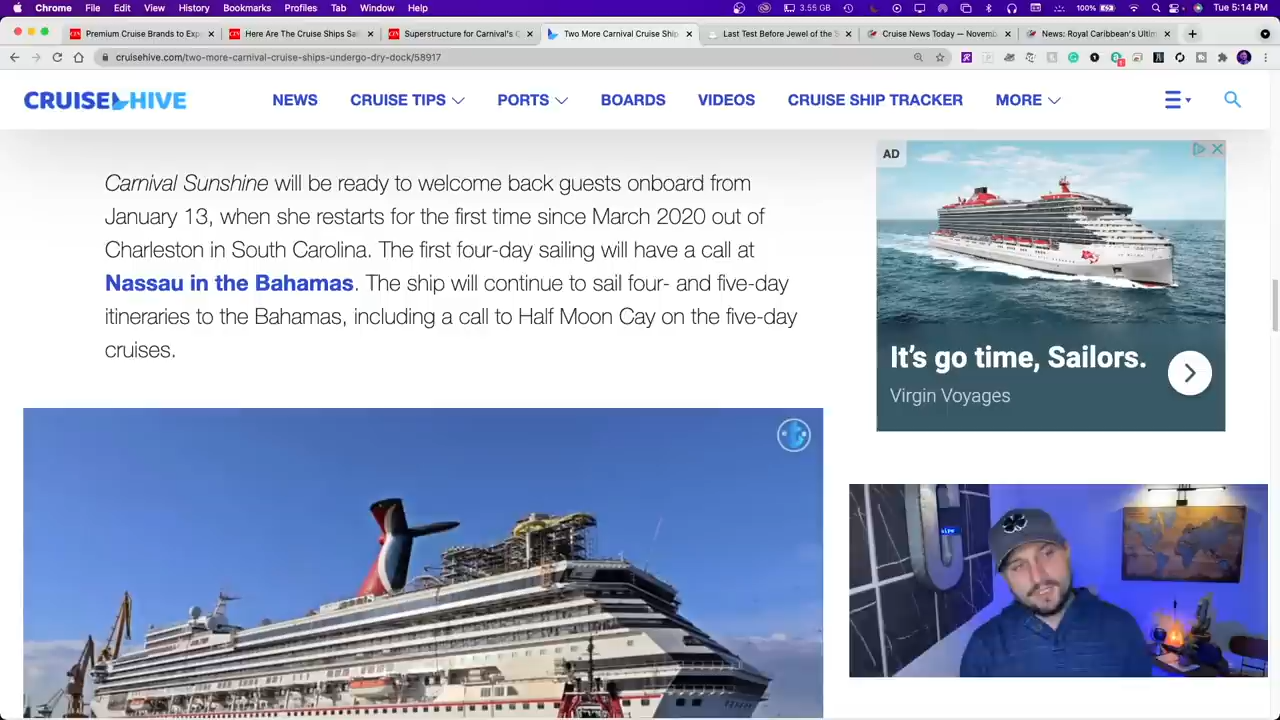 Chrome File Edit View History Bookmarks Profiles Tab Window Help 3.55 GB 100% Tue 5:14 PM
Premium Cruise Brands to Exp Here Are The Cruise Ships Sai Superstructure for Carnival's C Two More Carnival Cruise Ship Last Test Before Jewel of the S Cruise News Today — Novemb News: Royal Caribbean's Ultim
cruisehive.com/two-more-carnival-cruise-ships-undergo-dry-dock/58917
CRUISE HIVE NEWS CRUISE TIPS PORTS BOARDS VIDEOS CRUISE SHIP TRACKER MORE
Carnival Sunshine will be ready to welcome back guests onboard from
January 13, when she restarts for the first time since March 2020 out of
Charleston in South Carolina. The first four-day sailing will have a call at
Nassau in the Bahamas. The ship will continue to sail four- and five-day
itineraries to the Bahamas, including a call to Half Moon Cay on the five-day
cruises.
AD
It's go time, Sailors.
Virgin Voyages